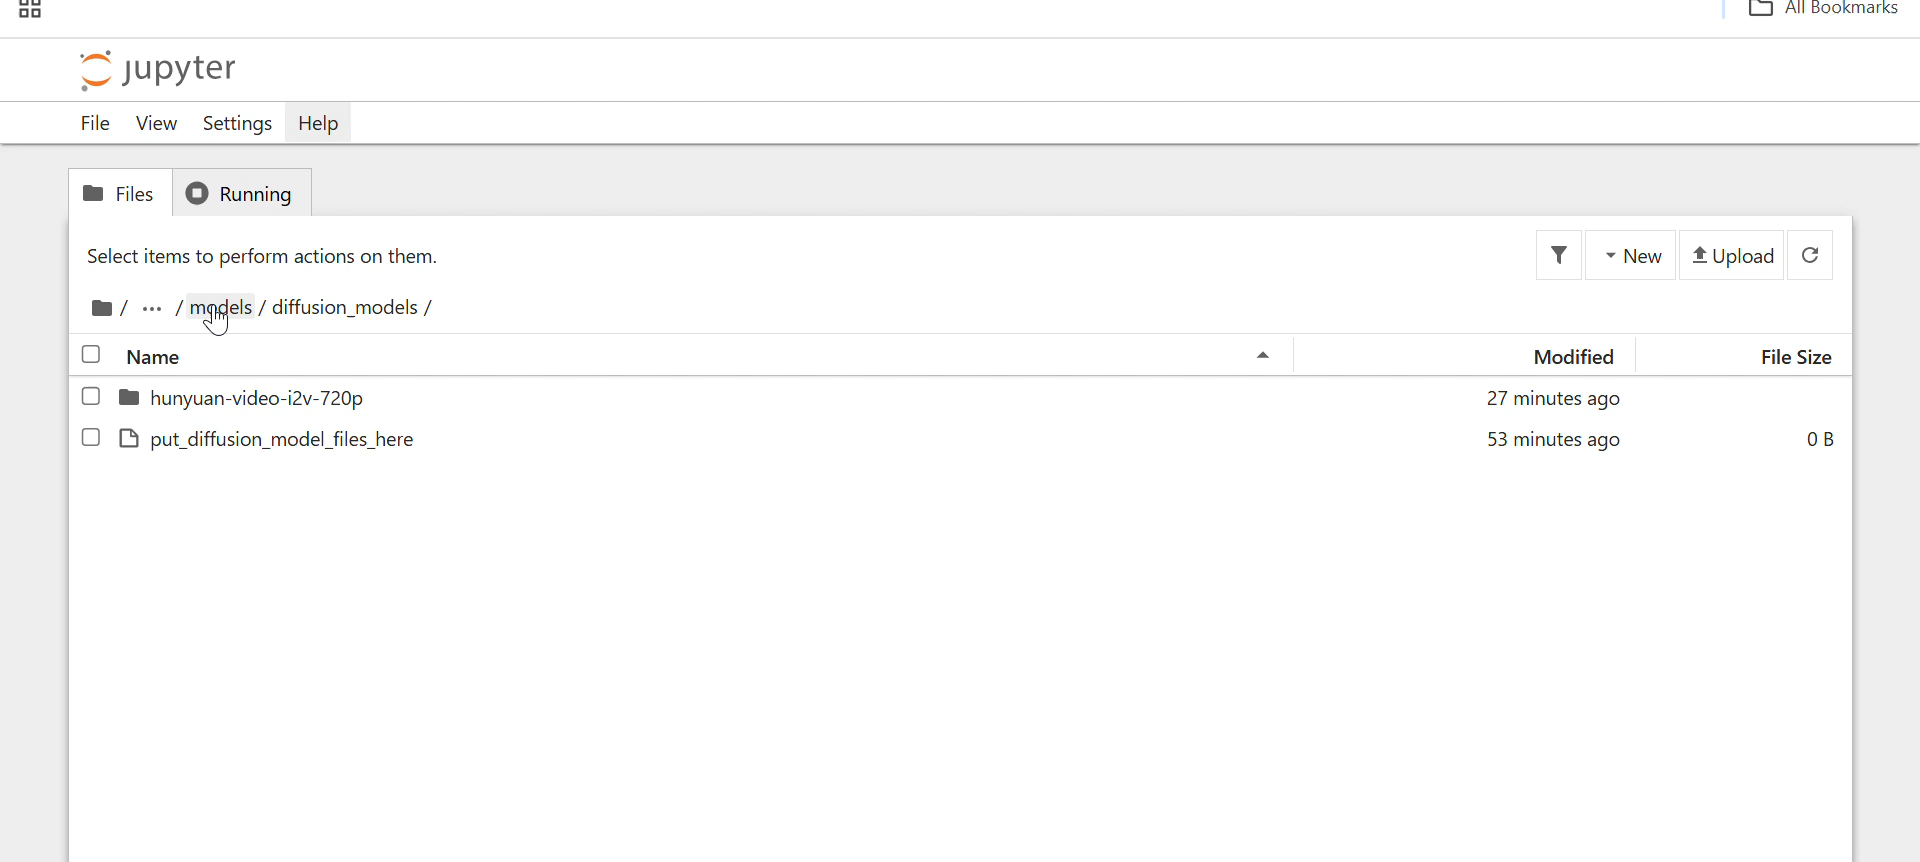 All Bookmarks
jupyter
File View Settings Help
Files Running
Select items to perform actions on them.
New Upload
/ ... / models / diffusion_models /
Name Modified File Size
hunyuan-video-i2v-720p 27 minutes ago
put_diffusion_model_files_here 53 minutes ago 0 B